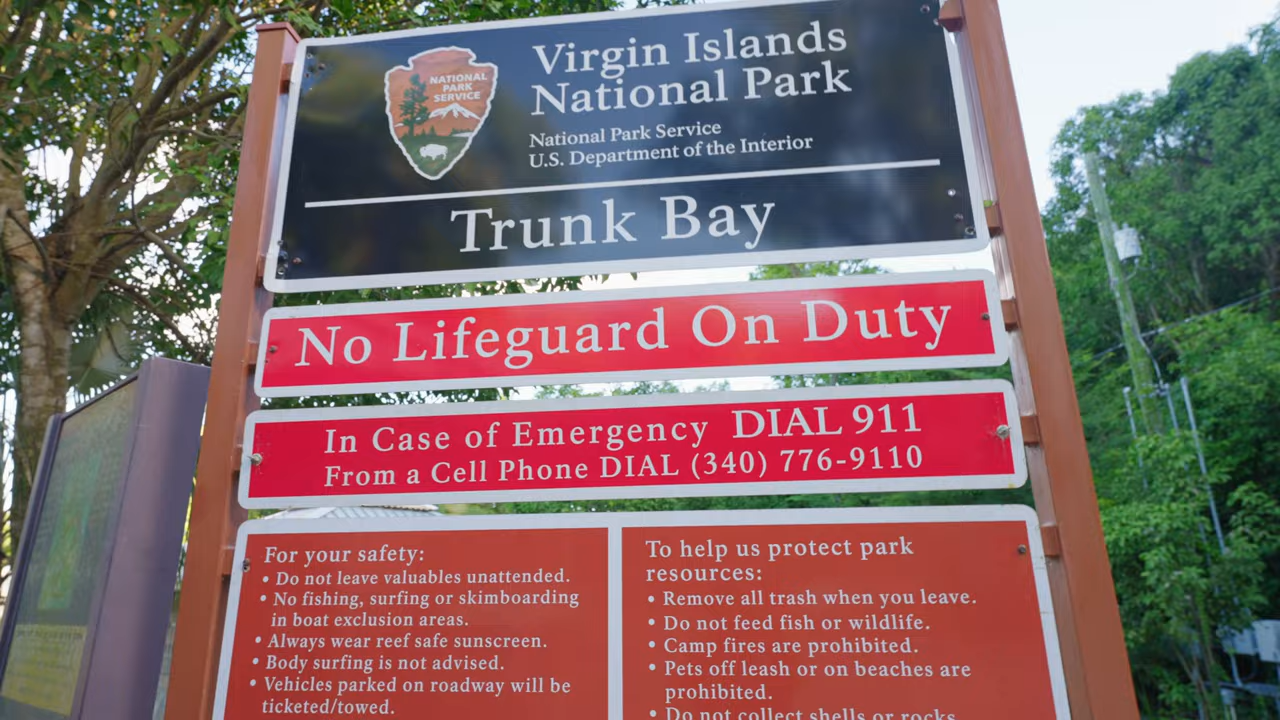 NATIONAL
PARK
SERVICE
Virgin Islands
National Park
National Park Service
U.S. Department of the Interior
Trunk Bay
No Lifeguard On Duty
In Case of Emergency DIAL 911
From a Cell Phone DIAL (340) 776-9110
For your safety:
• Do not leave valuables unattended.
• No fishing, surfing or skimboarding
in boat exclusion areas.
• Always wear reef safe sunscreen.
• Body surfing is not advised.
• Vehicles parked on roadway will be
ticketed/towed.
To help us protect park
resources:
• Remove all trash when you leave.
• Do not feed fish or wildlife.
• Camp fires are prohibited.
• Pets off leash or on beaches are
prohibited.
• Do not collect shells or rocks